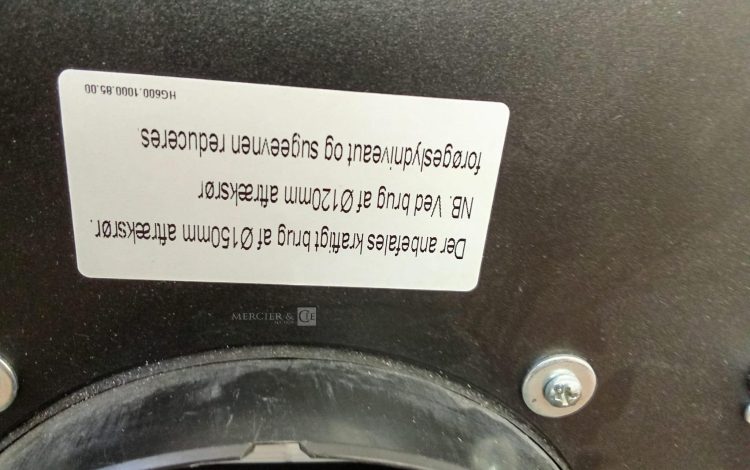 Der anbefales kraftigt brug af Ø150mm aftræksrør.
NB. Ved brug af Ø120mm aftræksrør
forøgeslydniveaut og sugeevnen reduceres.
HG600.1000.85.00
MERCIER & CIE